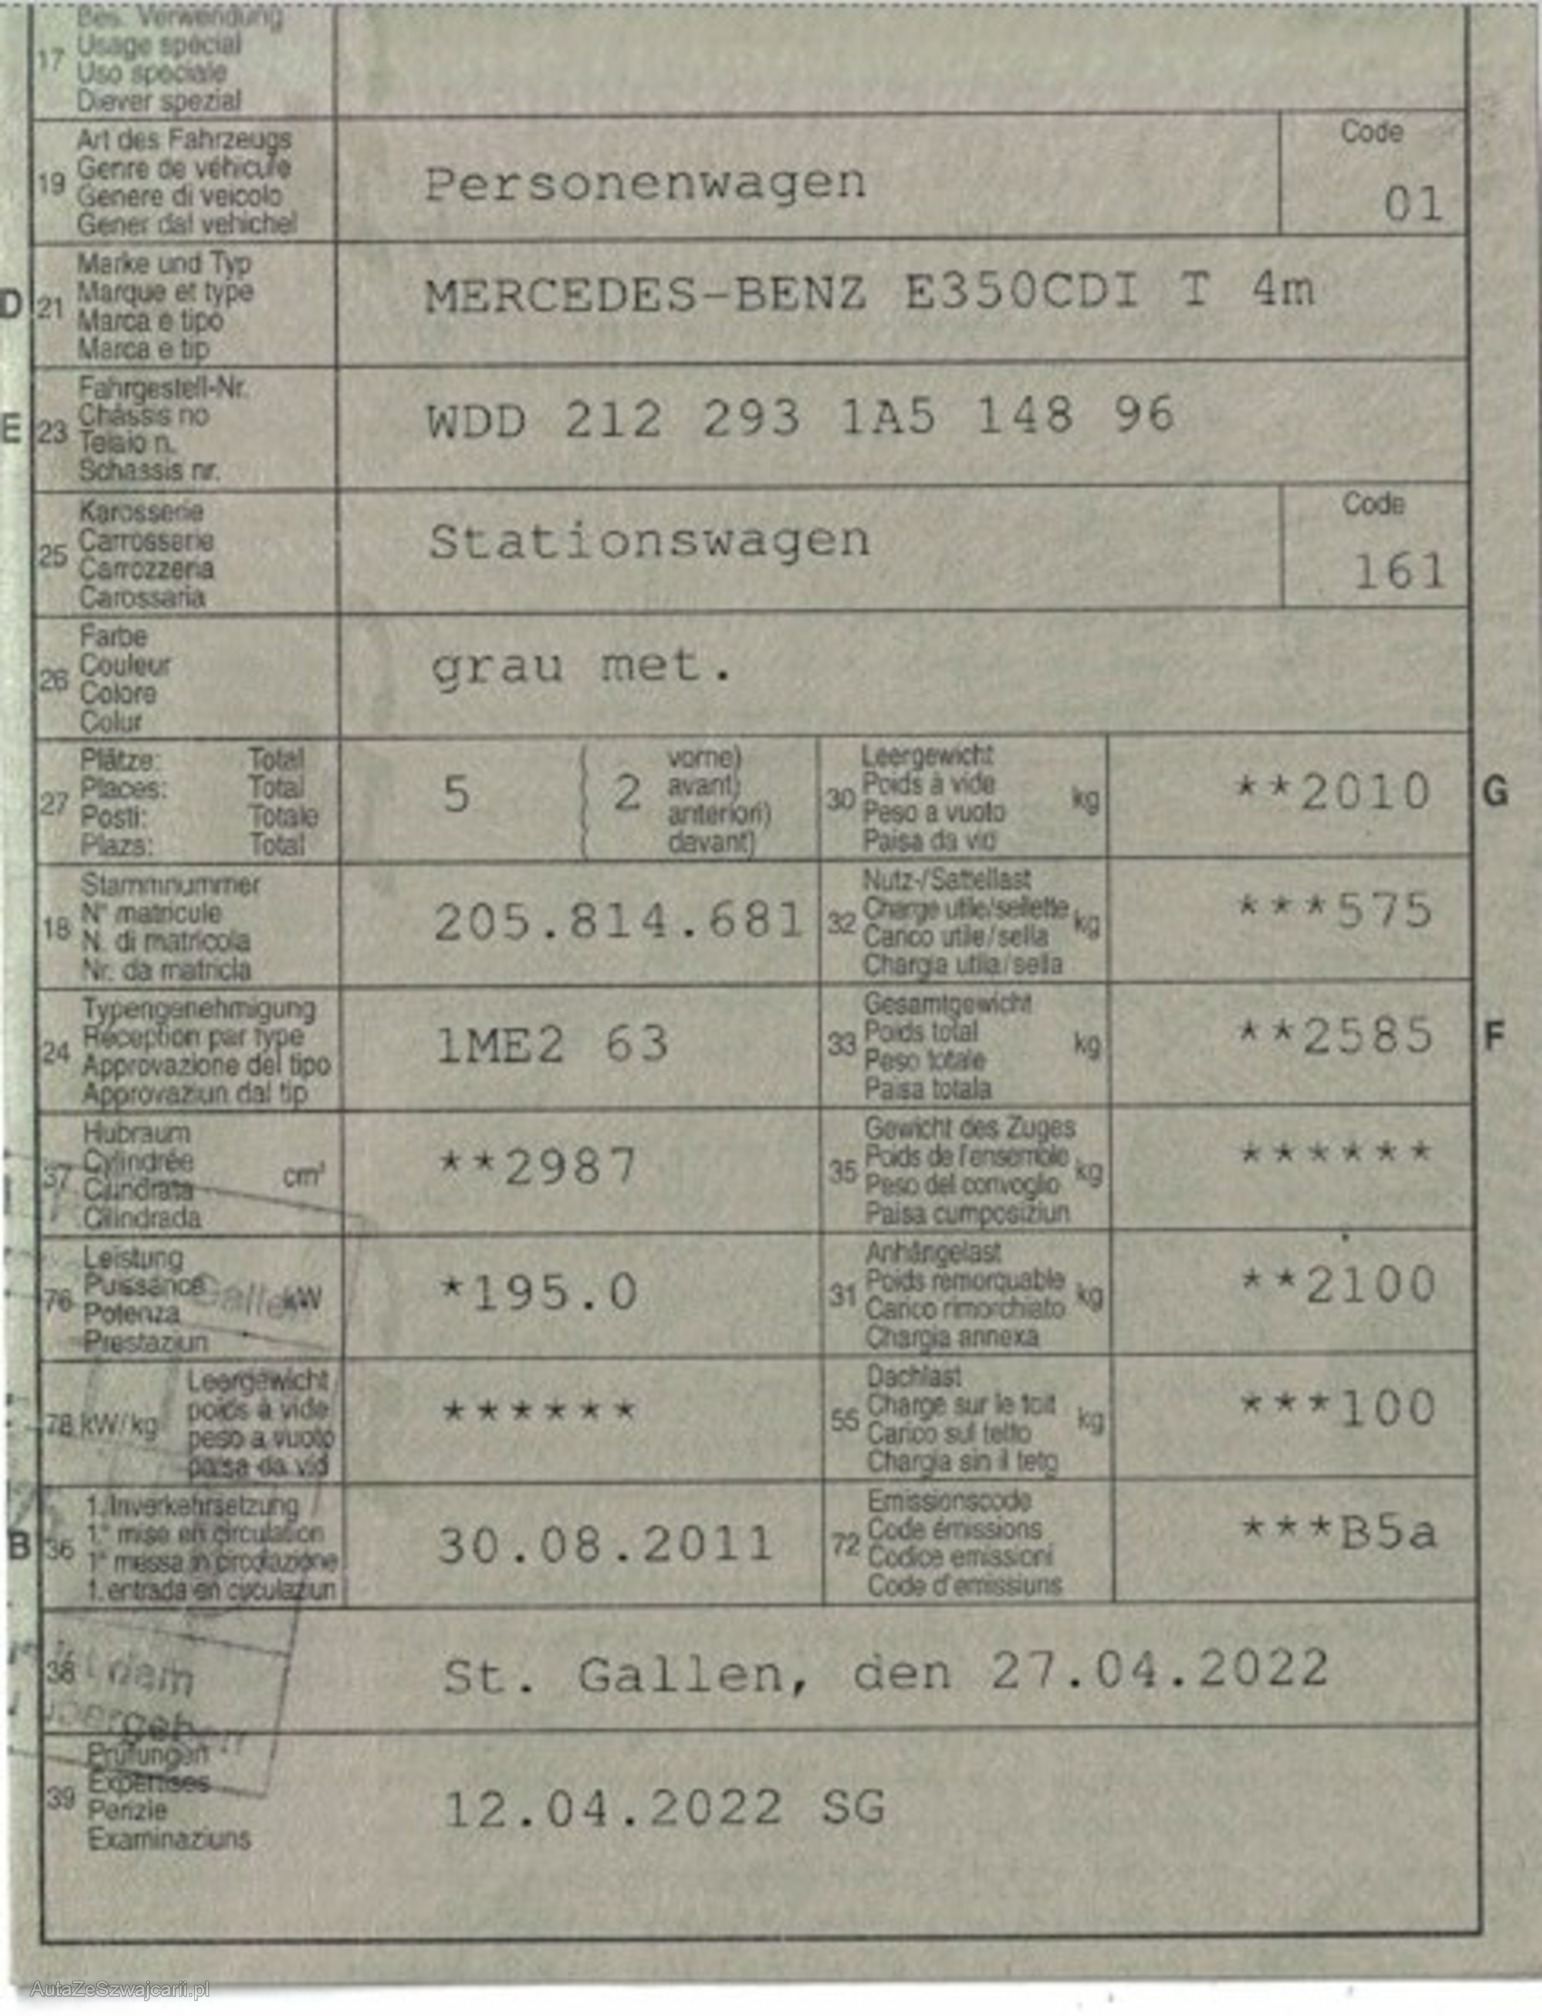 Bes. Verwendung
17 Usage spécial
Uso speciale
Diever spezial
Art des Fahrzeugs
19 Genre de véhicule
Genere di veicolo
Gener dal vehichel
Personenwagen
Code
01
D 21 Marke und Typ
Marque et type
Marca e tipo
Marca e tip
MERCEDES-BENZ E350CDI T 4m
E 23 Fahrgestell-Nr.
Châssis no
Telaio n.
Schassis nr.
WDD 212 293 1A5 148 96
25 Karosserie
Carrosserie
Carrozzeria
Carossaria
Stationswagen
Code
161
26 Farbe
Couleur
Colore
Colur
grau met.
27 Plätze: Total
Places: Total
Posti: Totale
Plazs: Total
5 ( 2 vorne)
avant)
anteriori)
davant)
30 Leergewicht
Poids à vide kg
Peso a vuoto
Paisa da vid
**2010 G
18 Stammnummer
N° matricule
N. di matricola
Nr. da matricla
205.814.681
32 Nutz-/Sattellast
Charge utile/sellette kg
Carico utile/sella
Chargia utila/sella
***575
24 Typengenehmigung
Réception par type
Approvazione del tipo
Approvaziun dal tip
1ME2 63
33 Gesamtgewicht
Poids total kg
Peso totale
Paisa totala
**2585 F
37 Hubraum
Cylindrée cm³
Cilindrata
Cilindrada
**2987
35 Gewicht des Zuges
Poids de l'ensemble kg
Peso del convoglio
Paisa cumposiziun
******
76 Leistung
Puissance kW
Potenza
Prestaziun
*195.0
31 Anhängelast
Poids remorquable kg
Carico rimorchiato
Chargia annexa
**2100
78 kW/kg Leergewicht
poids à vide
peso a vuoto
paisa da vid
******
55 Dachlast
Charge sur le toit kg
Carico sul tetto
Chargia sin il tetg
***100
B 36 1. Inverkehrsetzung
1.° mise en circulation
1.ª messa in circolazione
1. entrada en circulaziun
30.08.2011
72 Emissionscode
Code émissions
Codice emissioni
Code d'emissiuns
***B5a
38 St. Gallen, den 27.04.2022
39 Prüfungen
Expertises
Perizie
Examinaziuns
12.04.2022 SG
AutaZeSzwajcarii.pl